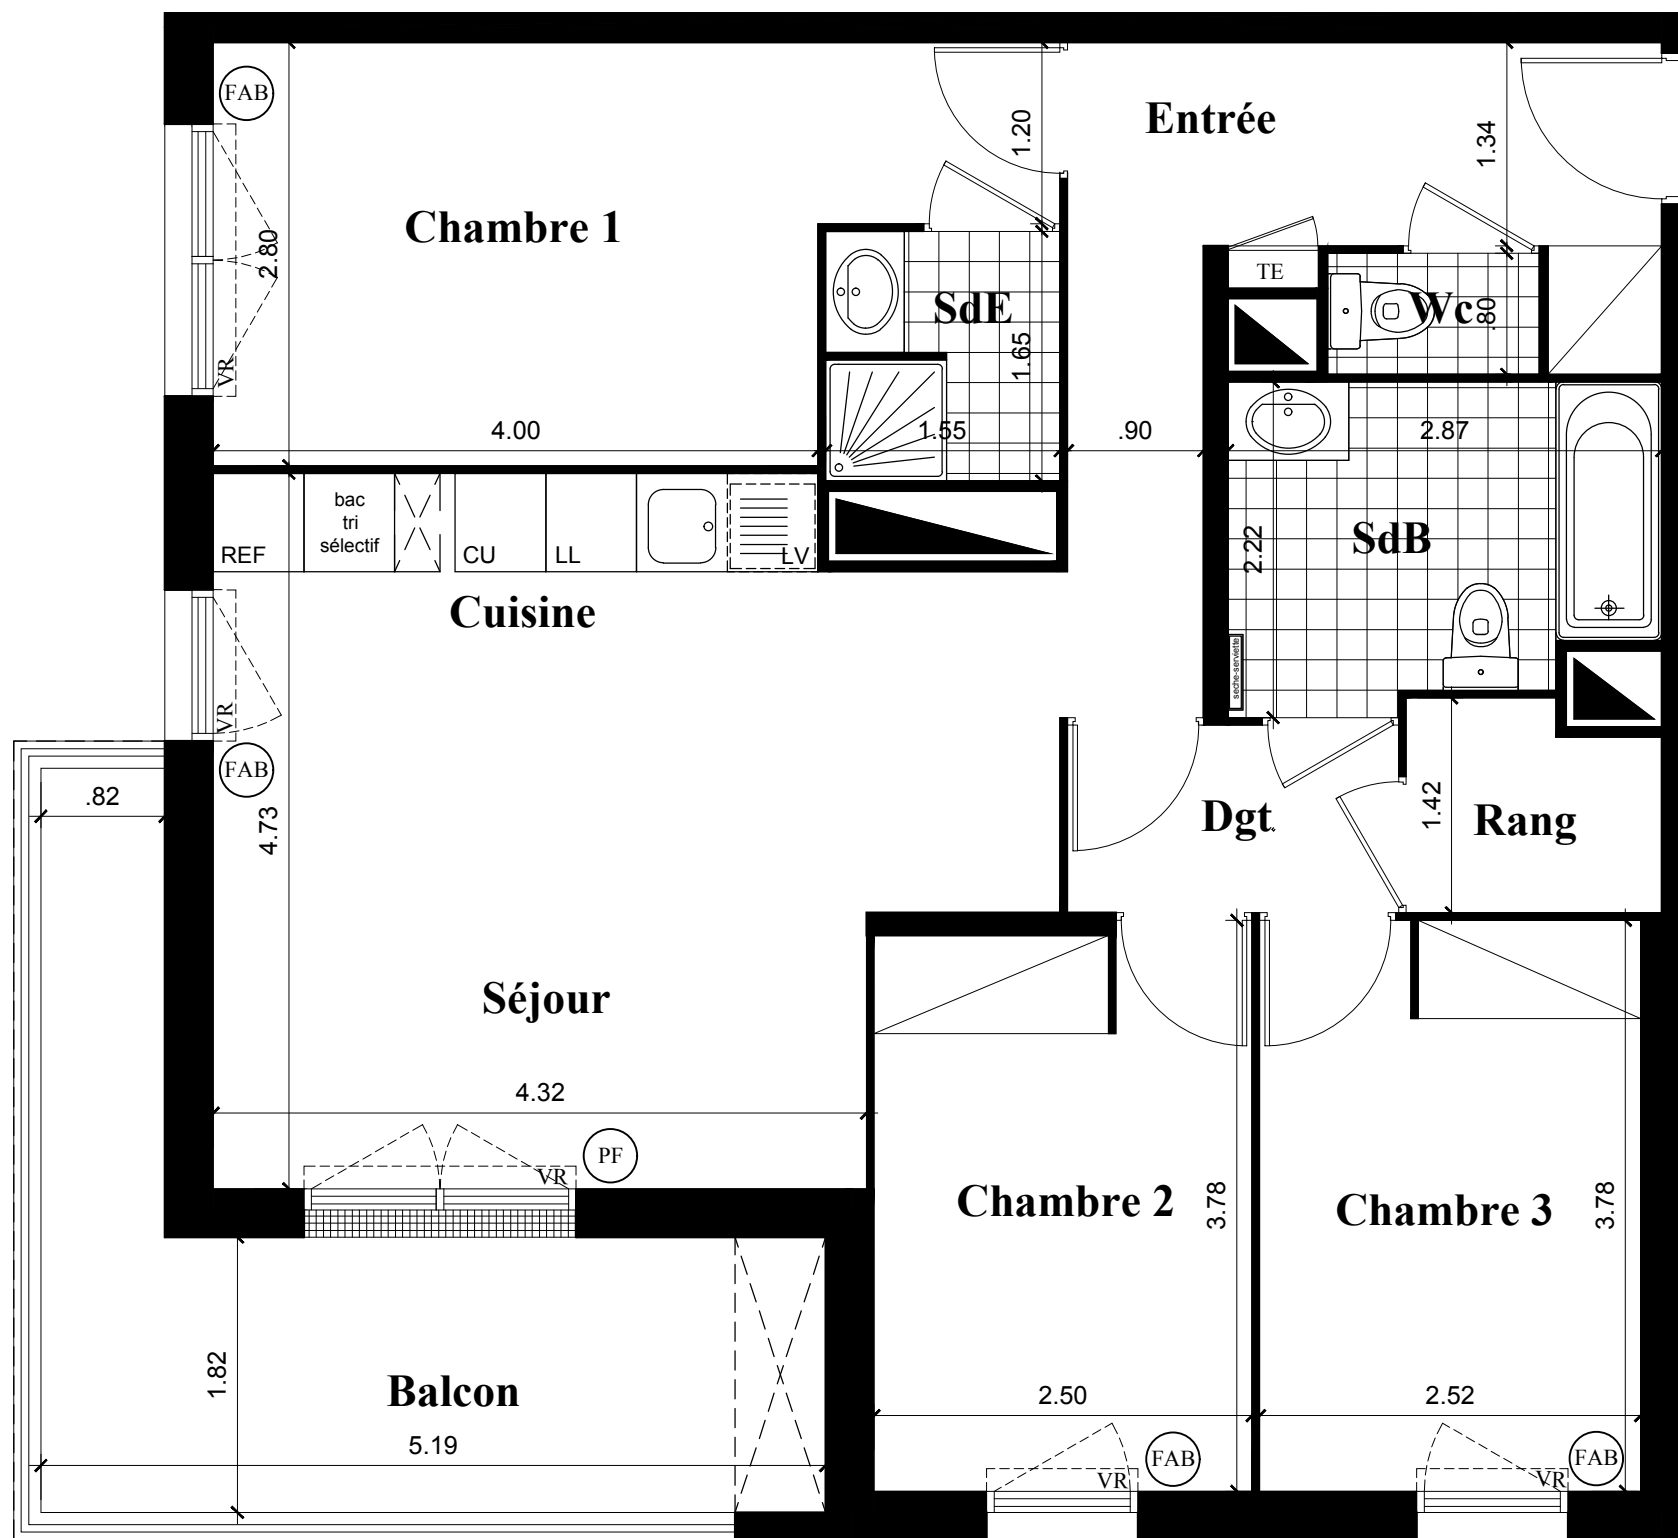 FAB
Entrée
1.20
1.34
Chambre 1
2.80
TE
SdE
Wc
.80
1.65
VR
4.00
1.55
.90
2.87
bac
tri
sélectif
REF
CU
LL
LV
SdB
2.22
Cuisine
seche-serviette
VR
FAB
.82
4.73
Dgt
1.42
Rang
Séjour
4.32
PF
VR
Chambre 2
3.78
Chambre 3
3.78
1.82
Balcon
5.19
2.50
2.52
FAB
VR
FAB
VR